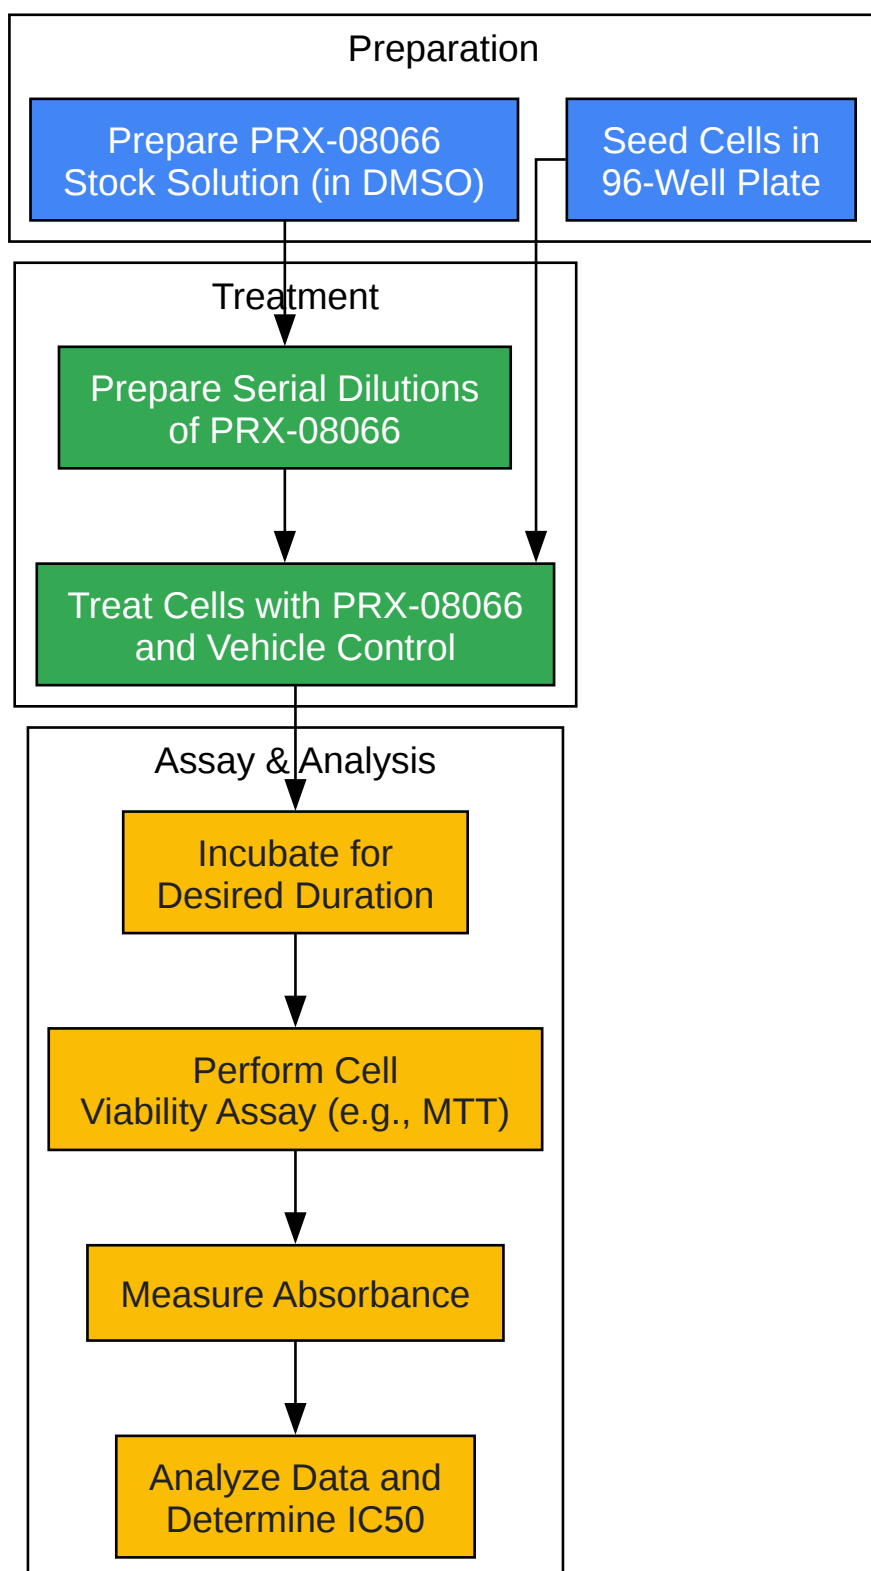 Preparation
Prepare PRX-08066
Stock Solution (in DMSO)
Seed Cells in
96-Well Plate
Treatment
Prepare Serial Dilutions
of PRX-08066
Treat Cells with PRX-08066
and Vehicle Control
Assay & Analysis
Incubate for
Desired Duration
Perform Cell
Viability Assay (e.g., MTT)
Measure Absorbance
Analyze Data and
Determine IC50